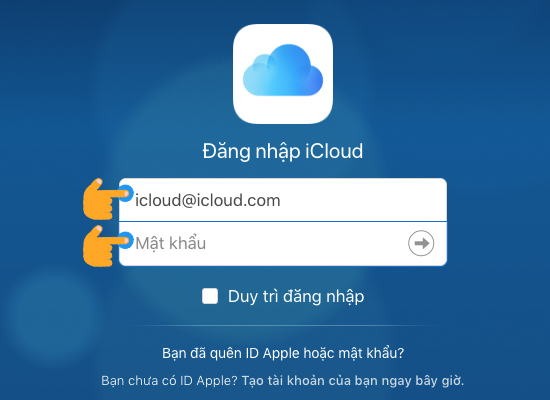 Đăng nhập iCloud
icloud@icloud.com
Mật khẩu
Duy trì đăng nhập
Bạn đã quên ID Apple hoặc mật khẩu?
Bạn chưa có ID Apple? Tạo tài khoản của bạn ngay bây giờ.